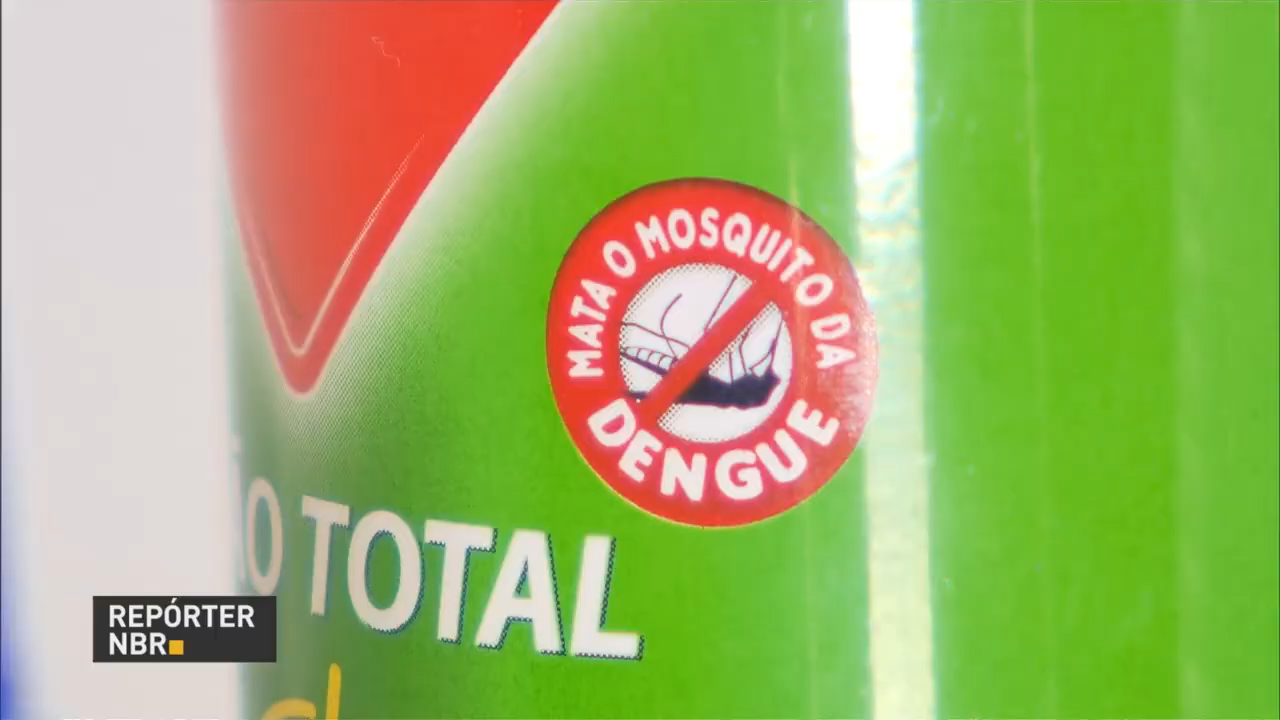 MATA O MOSQUITO DA
DENGUE
TOTAL
REPÓRTER
NBR